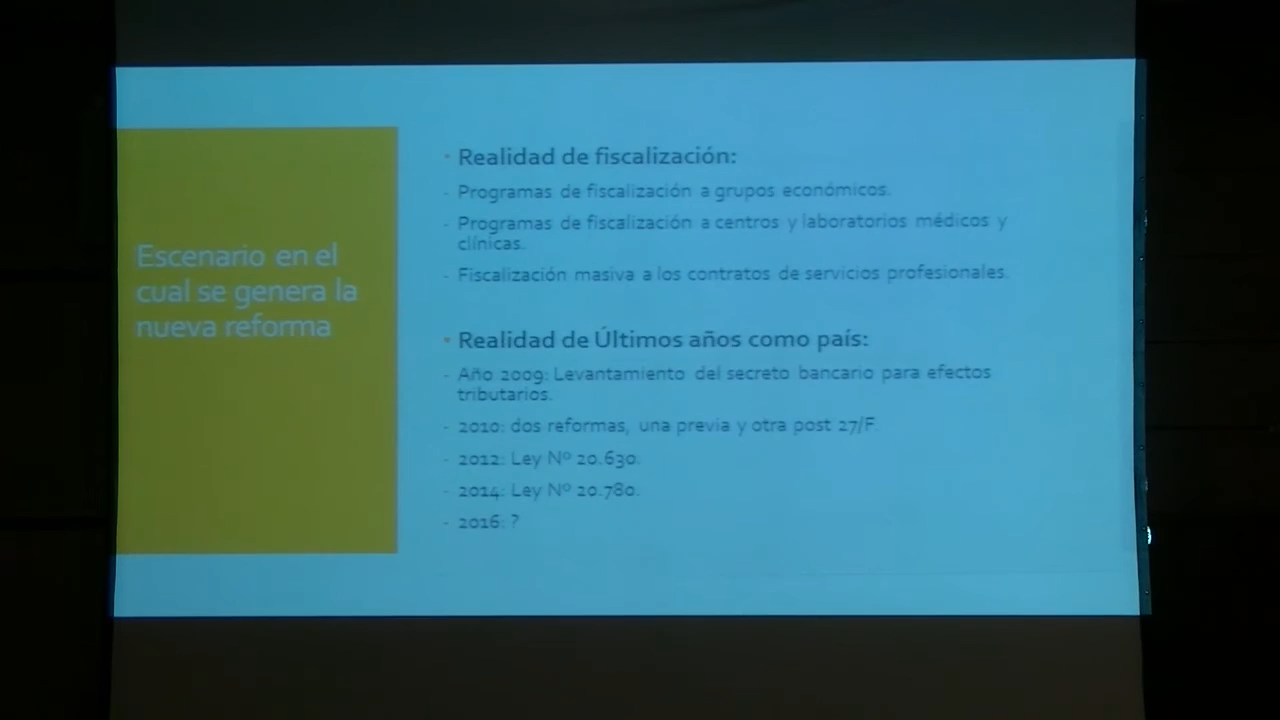 Escenario en el
cual se genera la
nueva reforma
• Realidad de fiscalización:
- Programas de fiscalización a grupos económicos.
- Programas de fiscalización a centros y laboratorios médicos y
clínicas.
- Fiscalización masiva a los contratos de servicios profesionales.
• Realidad de Últimos años como país:
- Año 2009: Levantamiento del secreto bancario para efectos
tributarios.
- 2010: dos reformas, una previa y otra post 27/F.
- 2012: Ley Nº 20.630.
- 2014: Ley Nº 20.780.
- 2016: ?